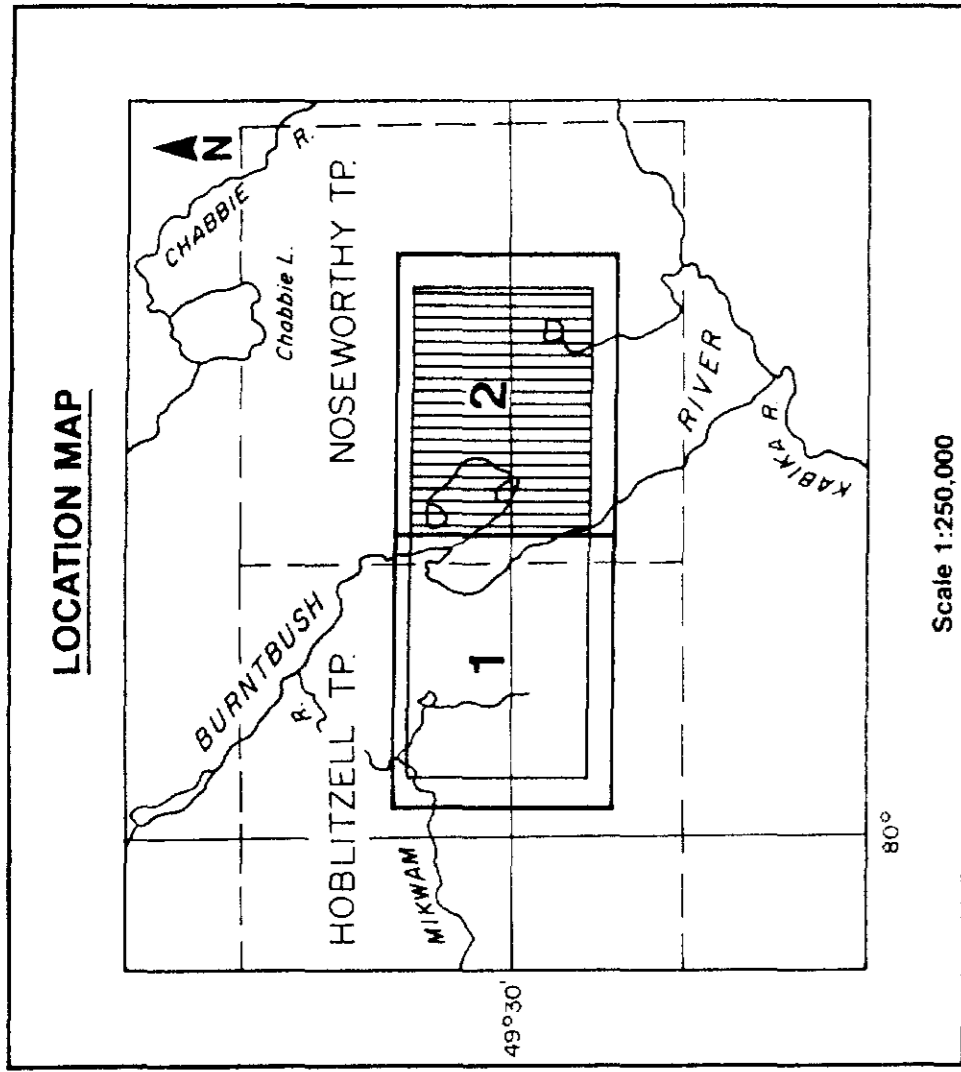 LOCATION MAP
N
CHABBIE
R.
Chabbie L.
HOBLITZELL TP.
NOSEWORTHY TP.
BURNTBUSH
R.
MIKWAM
1
2
RIVER
KABIKA R.
49°30'
80°
Scale 1:250,000